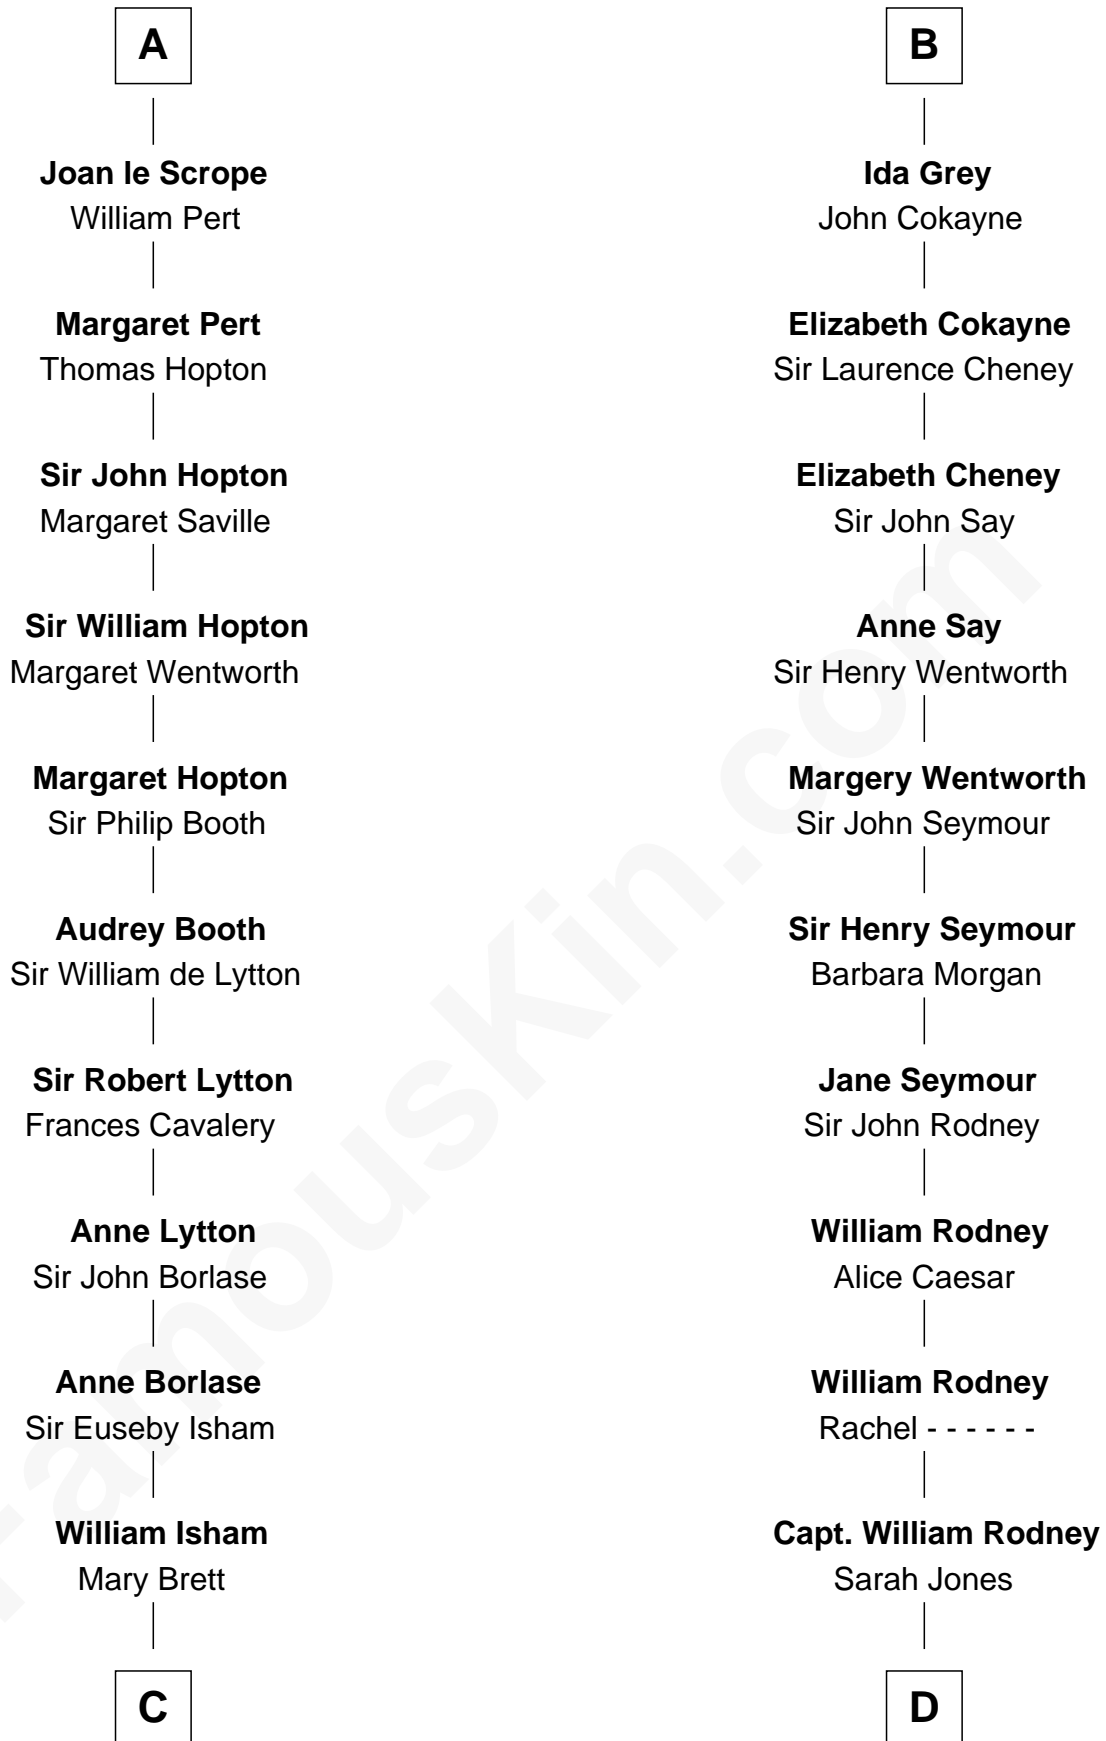 A
Joan le Scrope
William Pert
Margaret Pert
Thomas Hopton
Sir John Hopton
Margaret Saville
Sir William Hopton
Margaret Wentworth
Margaret Hopton
Sir Philip Booth
Audrey Booth
Sir William de Lytton
Sir Robert Lytton
Frances Cavalery
Anne Lytton
Sir John Borlase
Anne Borlase
Sir Euseby Isham
William Isham
Mary Brett
C
B
Ida Grey
John Cokayne
Elizabeth Cokayne
Sir Laurence Cheney
Elizabeth Cheney
Sir John Say
Anne Say
Sir Henry Wentworth
Margery Wentworth
Sir John Seymour
Sir Henry Seymour
Barbara Morgan
Jane Seymour
Sir John Rodney
William Rodney
Alice Caesar
William Rodney
Rachel - - - - - -
Capt. William Rodney
Sarah Jones
D
FamousKin.com